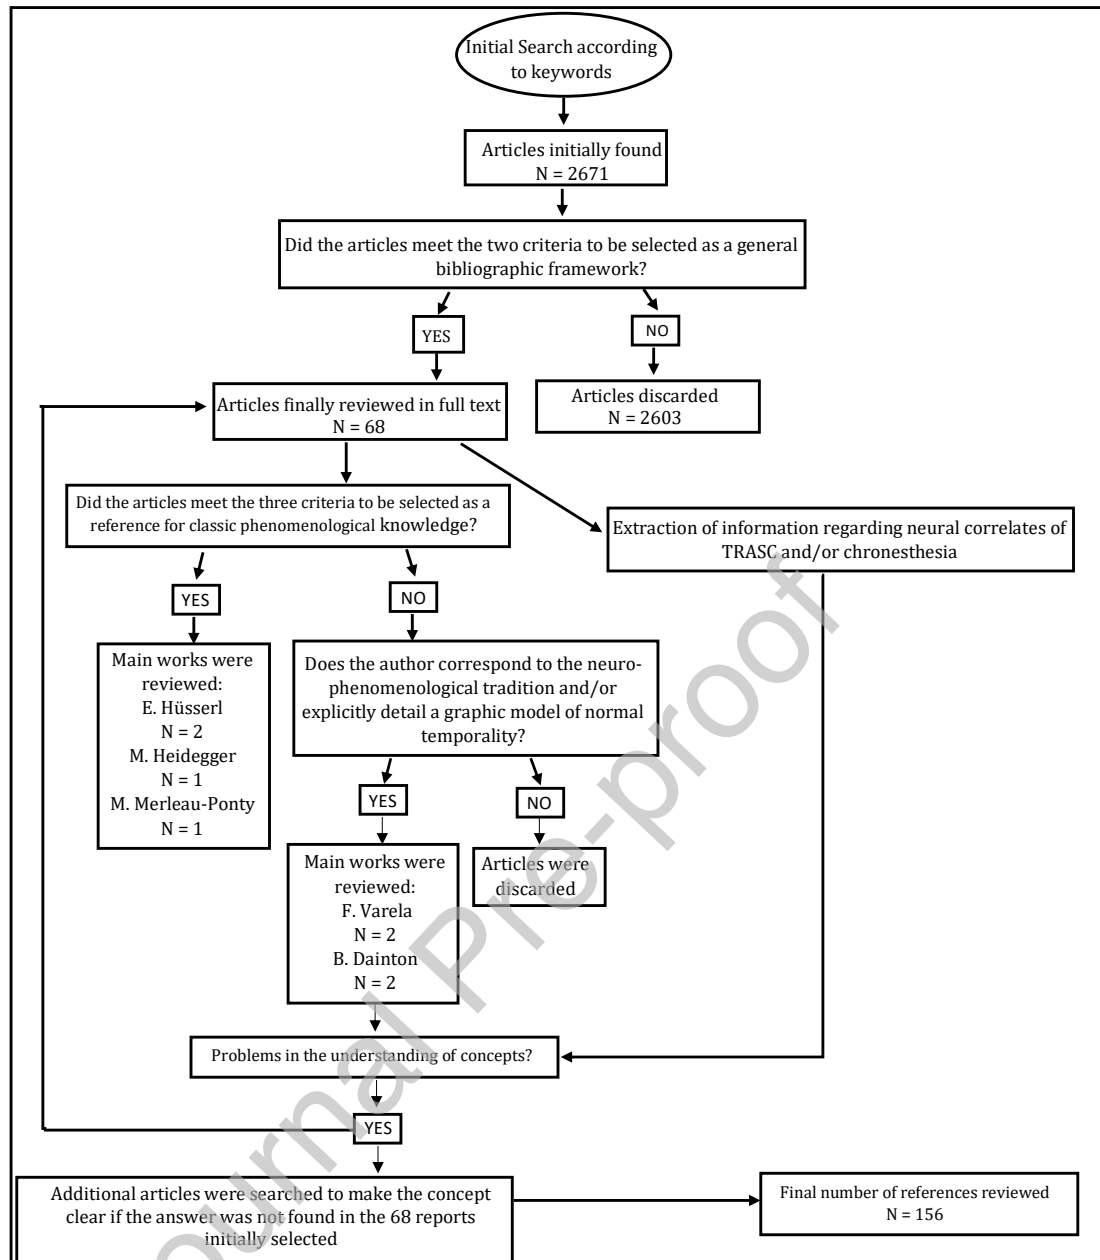 Initial Search according
to keywords
Articles initially found
N = 2671
Did the articles meet the two criteria to be selected as a general
bibliographic framework?
YES
NO
Articles discarded
N = 2603
Articles finally reviewed in full text
N = 68
Did the articles meet the three criteria to be selected as a
reference for classic phenomenological knowledge?
Extraction of information regarding neural correlates of
TRASC and/or chronesthesia
YES
NO
Main works were
reviewed:
E. Hüsserl
N = 2
M. Heidegger
N = 1
M. Merleau-Ponty
N = 1
Does the author correspond to the neuro-
phenomenological tradition and/or
explicitly detail a graphic model of normal
temporality?
YES
NO
Main works were
reviewed:
F. Varela
N = 2
B. Dainton
N = 2
Articles were
discarded
Problems in the understanding of concepts?
YES
Additional articles were searched to make the concept
clear if the answer was not found in the 68 reports
initially selected
Final number of references reviewed
N = 156
ournal Pre-proof